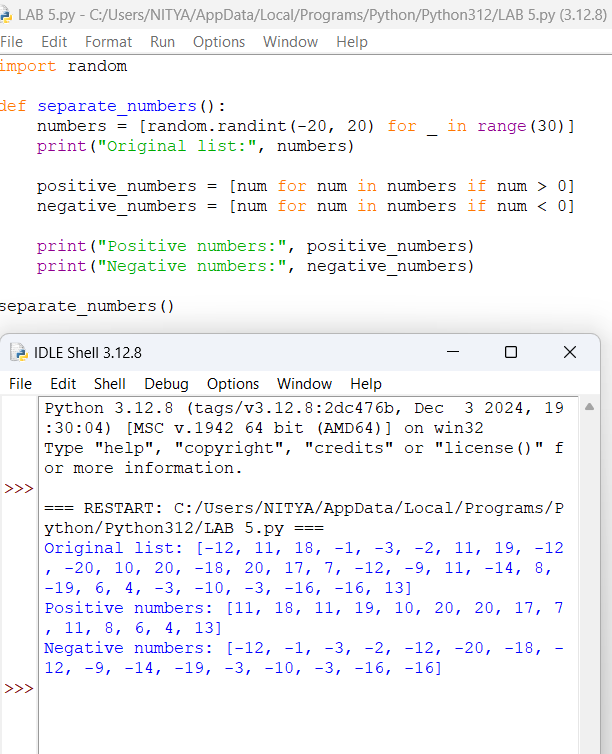 LAB 5.py - C:/Users/NITYA/AppData/Local/Programs/Python/Python312/LAB 5.py (3.12.8)
File Edit Format Run Options Window Help
import random
def separate_numbers():
    numbers = [random.randint(-20, 20) for _ in range(30)]
    print("Original list:", numbers)
    positive_numbers = [num for num in numbers if num > 0]
    negative_numbers = [num for num in numbers if num < 0]
    print("Positive numbers:", positive_numbers)
    print("Negative numbers:", negative_numbers)
separate_numbers()
IDLE Shell 3.12.8
File Edit Shell Debug Options Window Help
Python 3.12.8 (tags/v3.12.8:2dc476b, Dec  3 2024, 19
:30:04) [MSC v.1942 64 bit (AMD64)] on win32
Type "help", "copyright", "credits" or "license()" f
or more information.
>>>
=== RESTART: C:/Users/NITYA/AppData/Local/Programs/P
ython/Python312/LAB 5.py ===
Original list: [-12, 11, 18, -1, -3, -2, 11, 19, -12
, -20, 10, 20, -18, 20, 17, 7, -12, -9, 11, -14, 8,
-19, 6, 4, -3, -10, -3, -16, -16, 13]
Positive numbers: [11, 18, 11, 19, 10, 20, 20, 17, 7
, 11, 8, 6, 4, 13]
Negative numbers: [-12, -1, -3, -2, -12, -20, -18, -
12, -9, -14, -19, -3, -10, -3, -16, -16]
>>>